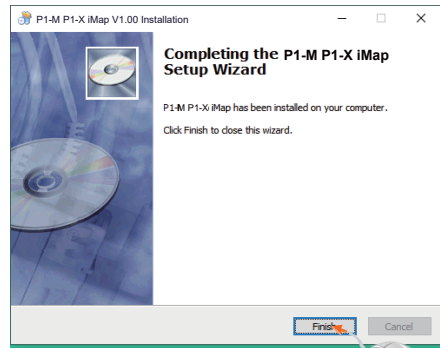 P1-M P1-X iMap V1.00 Installation
Completing the P1-M P1-X iMap
Setup Wizard
P1-M P1-X iMap has been installed on your computer.
Click Finish to close this wizard.
Finish
Cancel